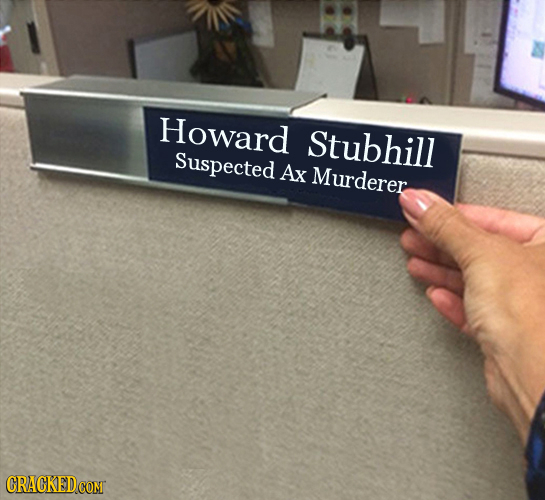 Howard Stubhill
Suspected Ax Murderer
CRACKED.COM